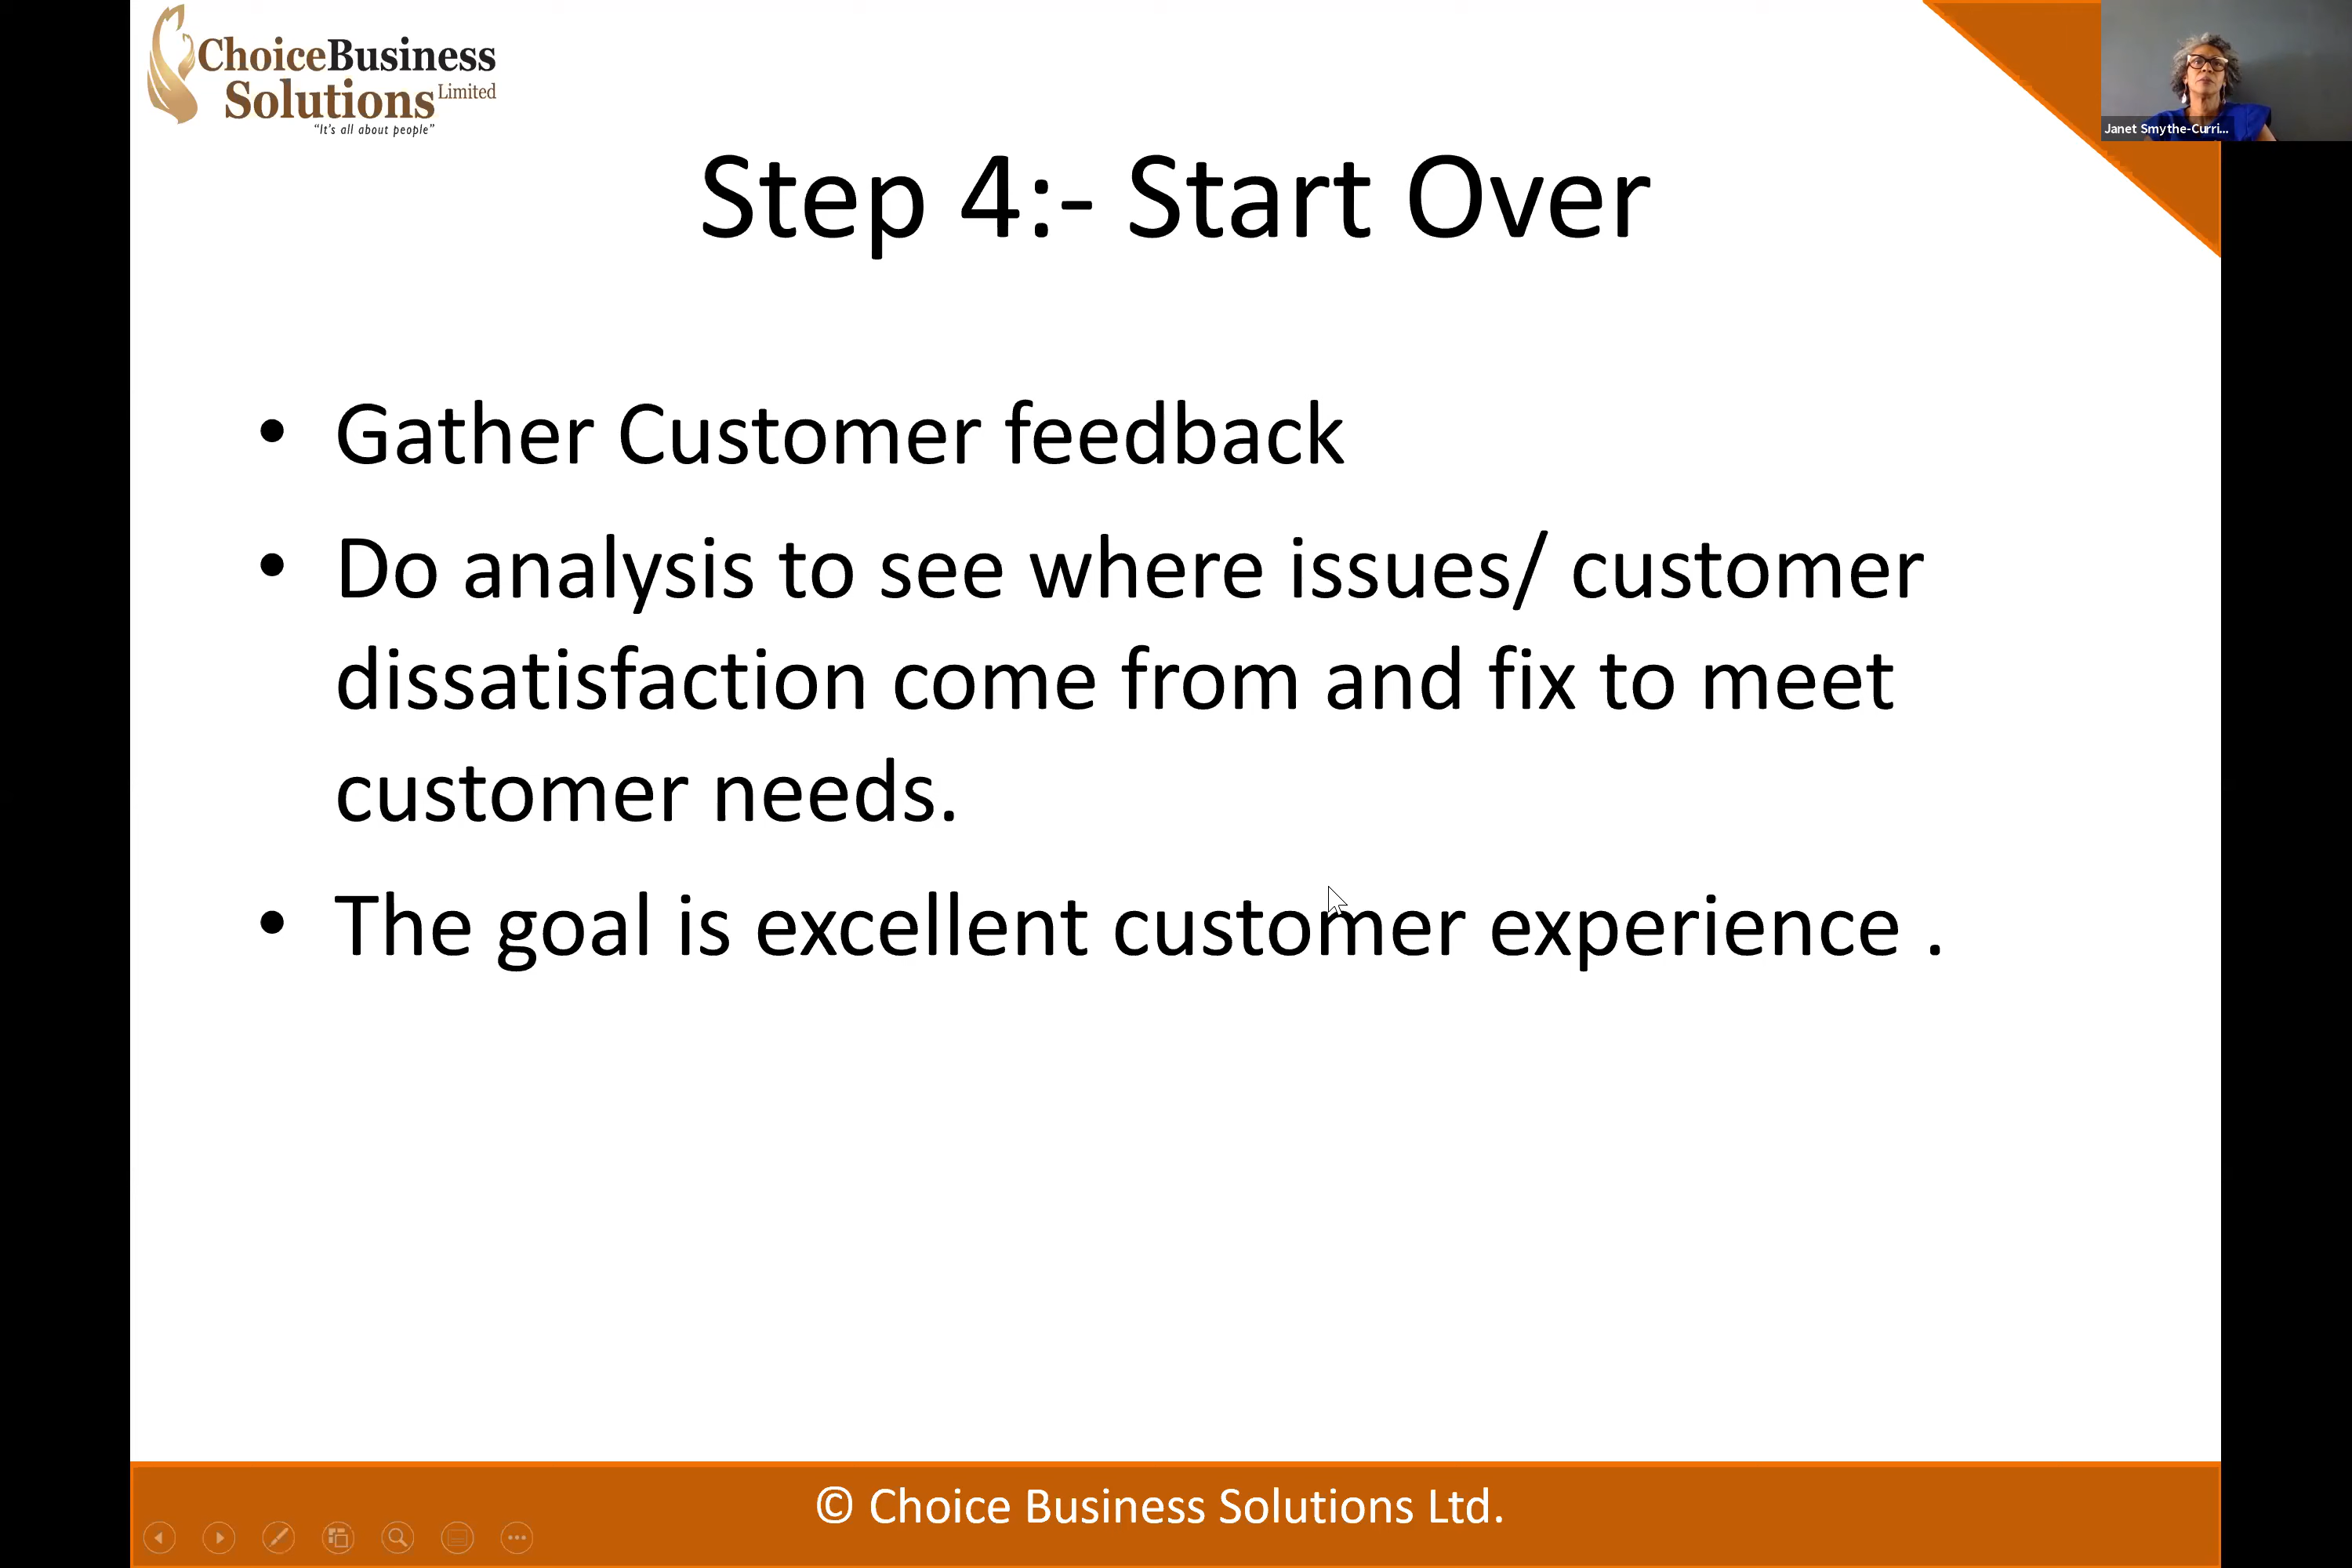 ChoiceBusiness
Solutions Limited
"It's all about people"
Janet Smythe-Curri...
Step 4:- Start Over
• Gather Customer feedback
• Do analysis to see where issues/ customer
dissatisfaction come from and fix to meet
customer needs.
• The goal is excellent customer experience .
© Choice Business Solutions Ltd.